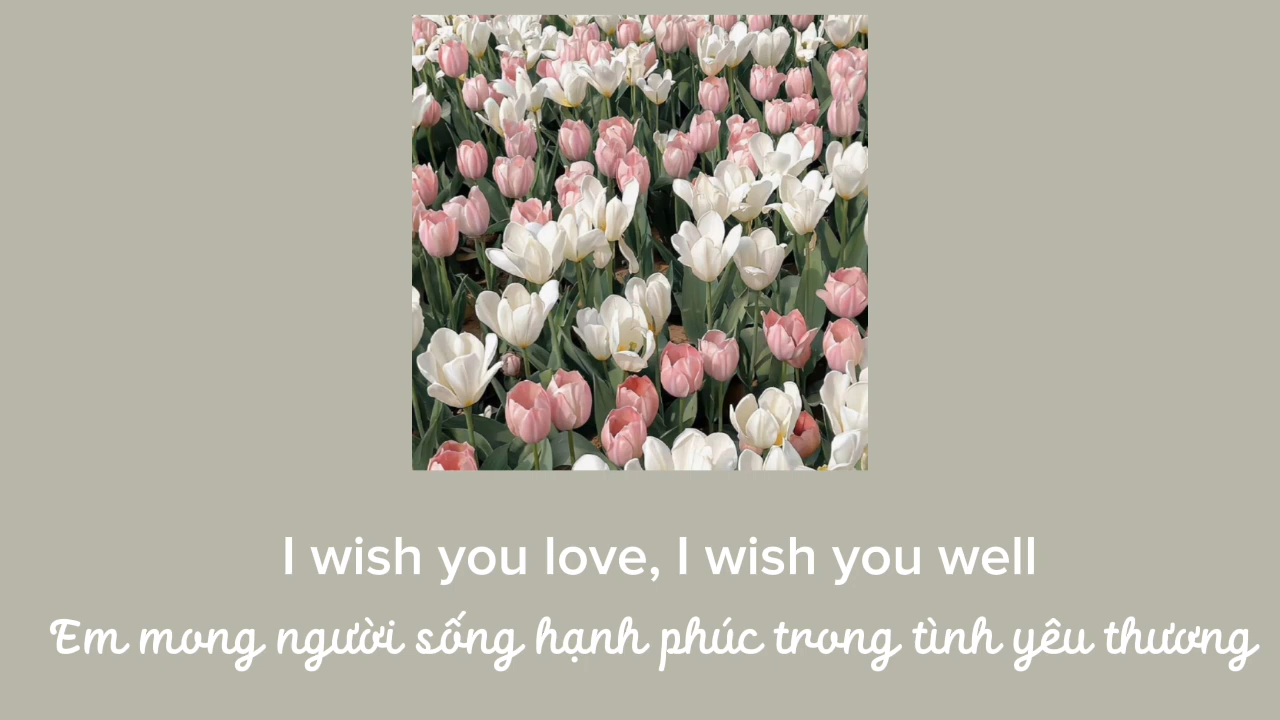 I wish you love, I wish you well
Em mong người sống hạnh phúc trong tình yêu thương